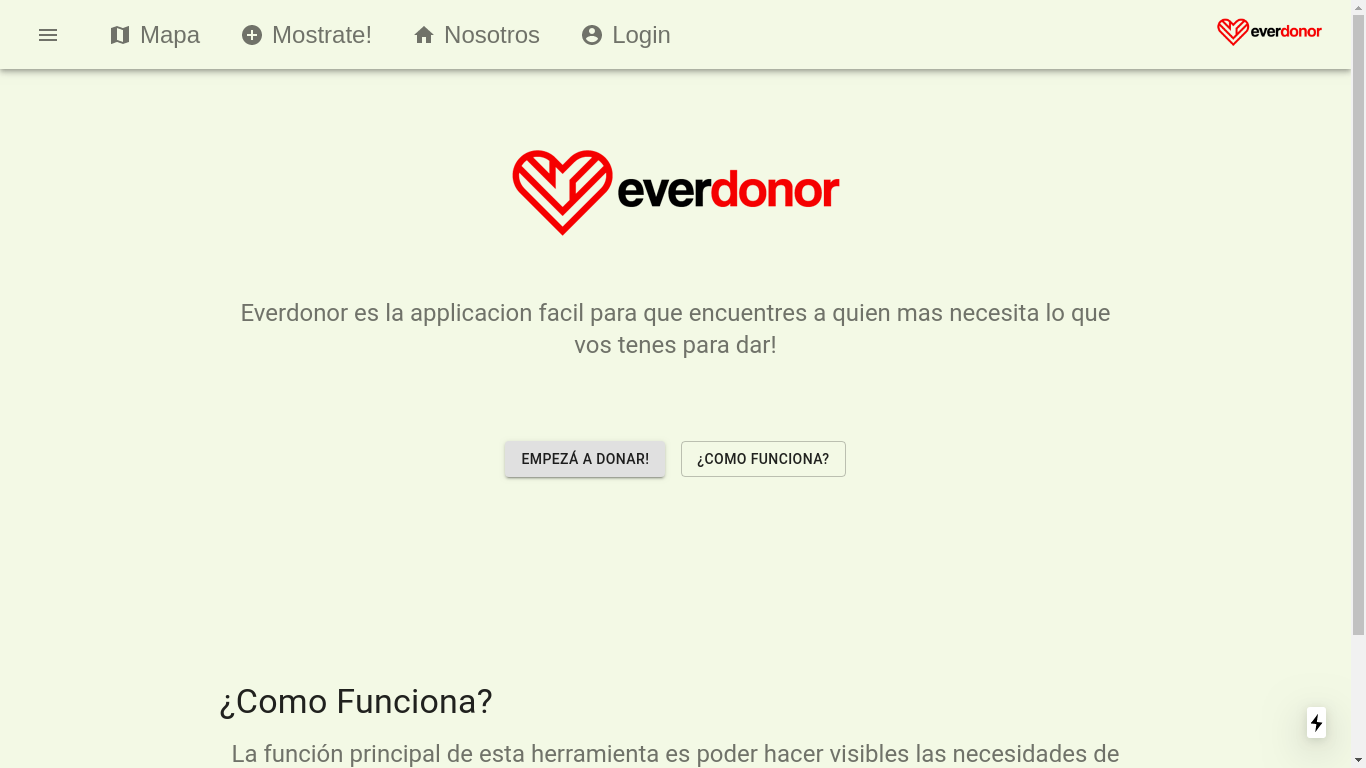 Mapa Mostrate! Nosotros Login everdonor
everdonor
Everdonor es la applicacion facil para que encuentres a quien mas necesita lo que
vos tenes para dar!
EMPEZÁ A DONAR! ¿COMO FUNCIONA?
¿Como Funciona?
La función principal de esta herramienta es poder hacer visibles las necesidades de